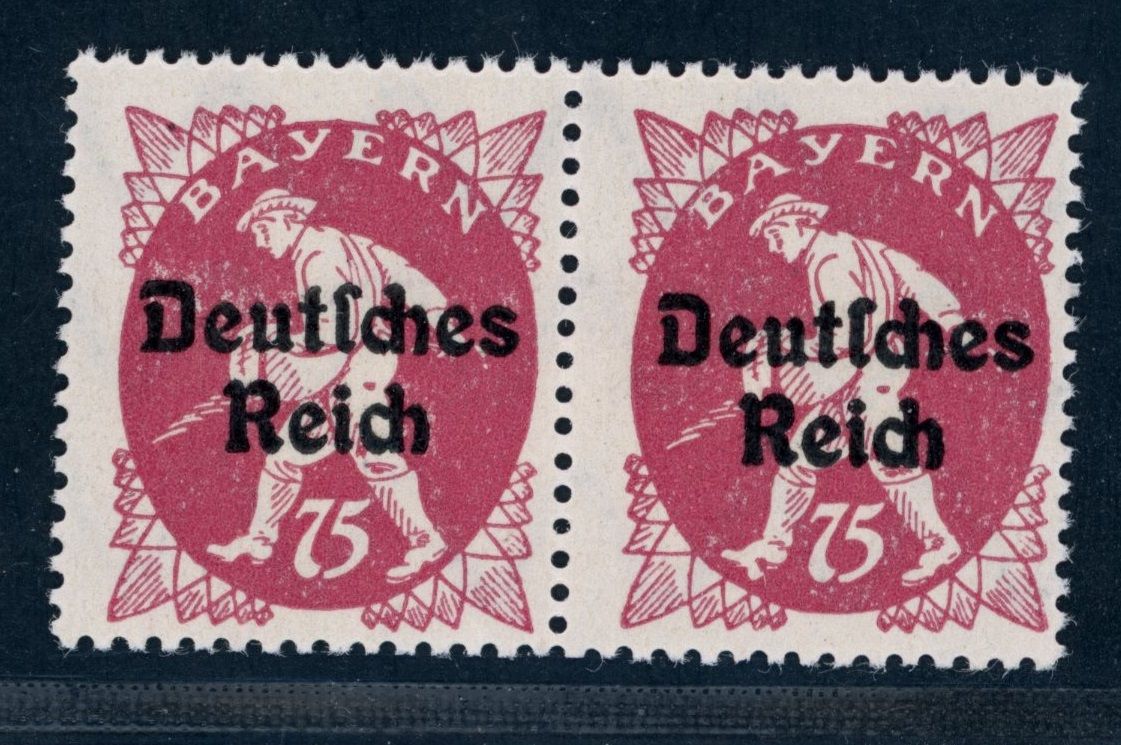 BAYERN
Deutſches
Reich
75
BAYERN
Deutſches
Reich
75